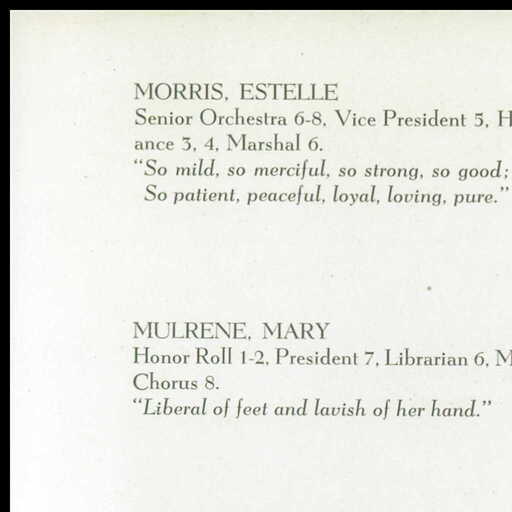 MORRIS, ESTELLE
Senior Orchestra 6-8, Vice President 5, H
ance 3, 4, Marshal 6.
"So mild, so merciful, so strong, so good;
So patient, peaceful, loyal, loving, pure."
MULRENE, MARY
Honor Roll 1-2, President 7, Librarian 6, M
Chorus 8.
"Liberal of feet and lavish of her hand."